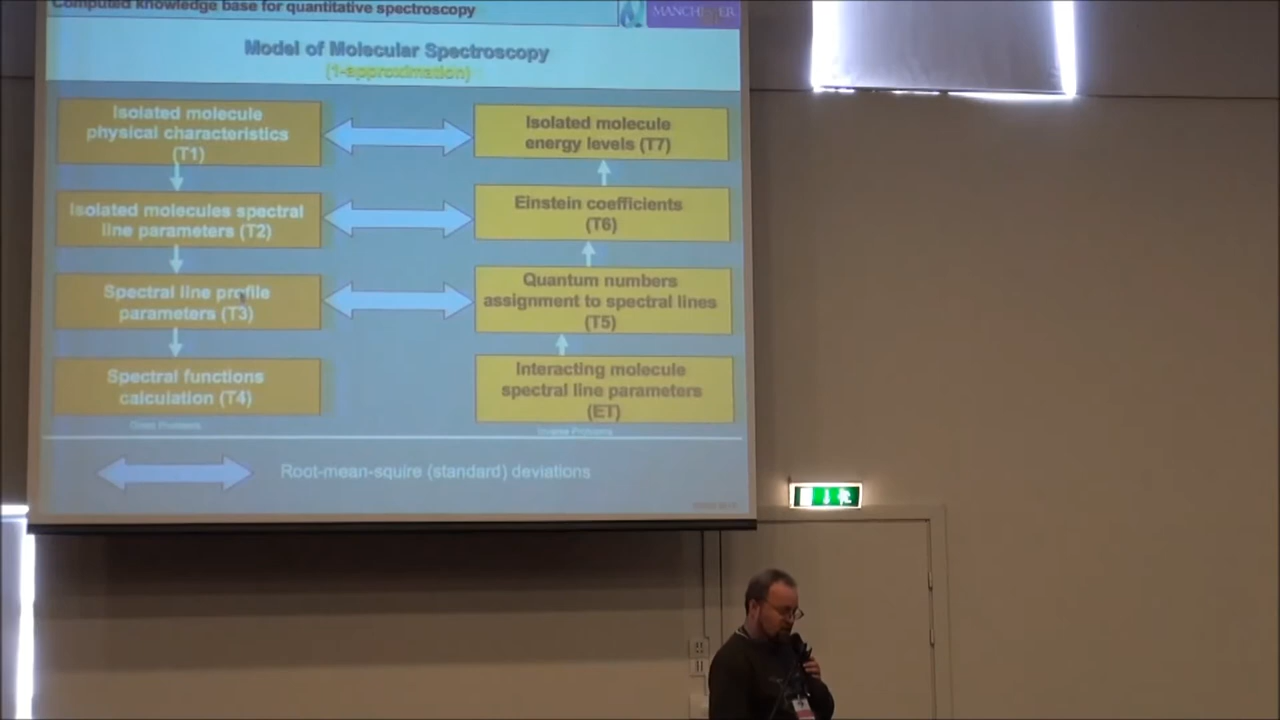 Computed knowledge base for quantitative spectroscopy
MANCHESTER
Model of Molecular Spectroscopy
(1-approximation)
Isolated molecule
physical characteristics
(T1)
Isolated molecule
energy levels (T7)
Isolated molecules spectral
line parameters (T2)
Einstein coefficients
(T6)
Spectral line profile
parameters (T3)
Quantum numbers
assignment to spectral lines
(T5)
Spectral functions
calculation (T4)
Interacting molecule
spectral line parameters
(ET)
Direct Problems
Inverse Problems
Root-mean-squire (standard) deviations